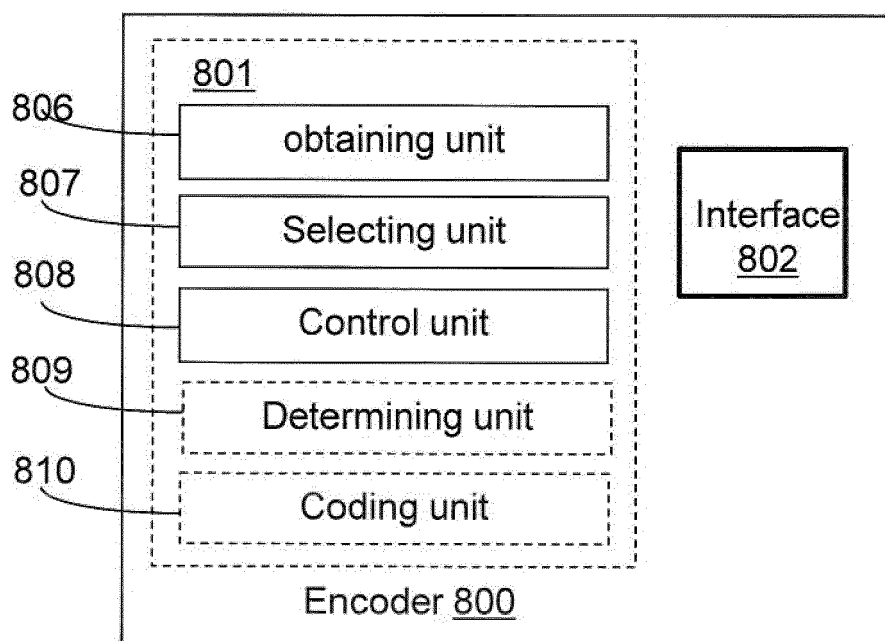 801
806
obtaining unit
807
Selecting unit
Interface
802
808
Control unit
809
Determining unit
810
Coding unit
Encoder 800